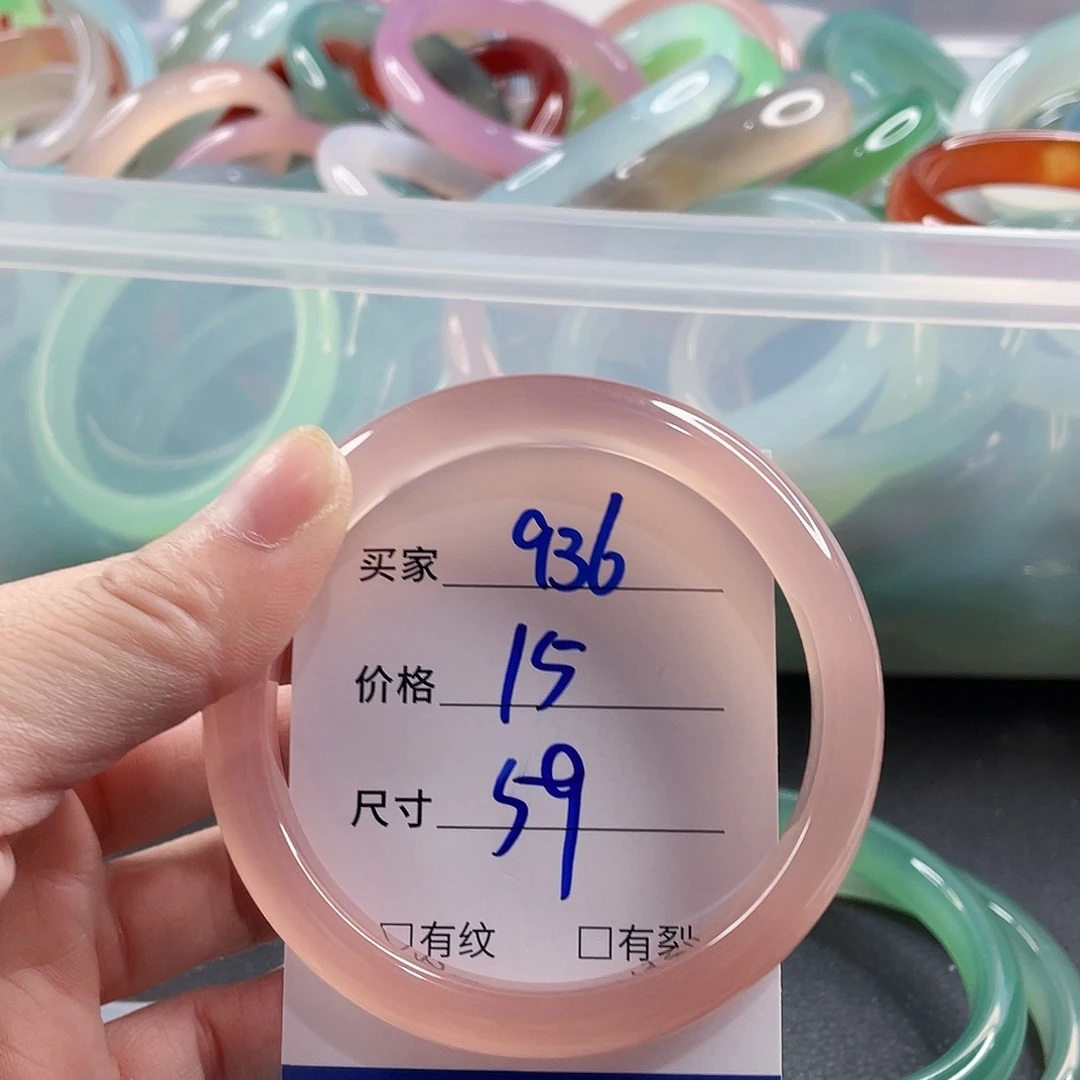 买家 936
价格 15
尺寸 59
□有纹 □有裂